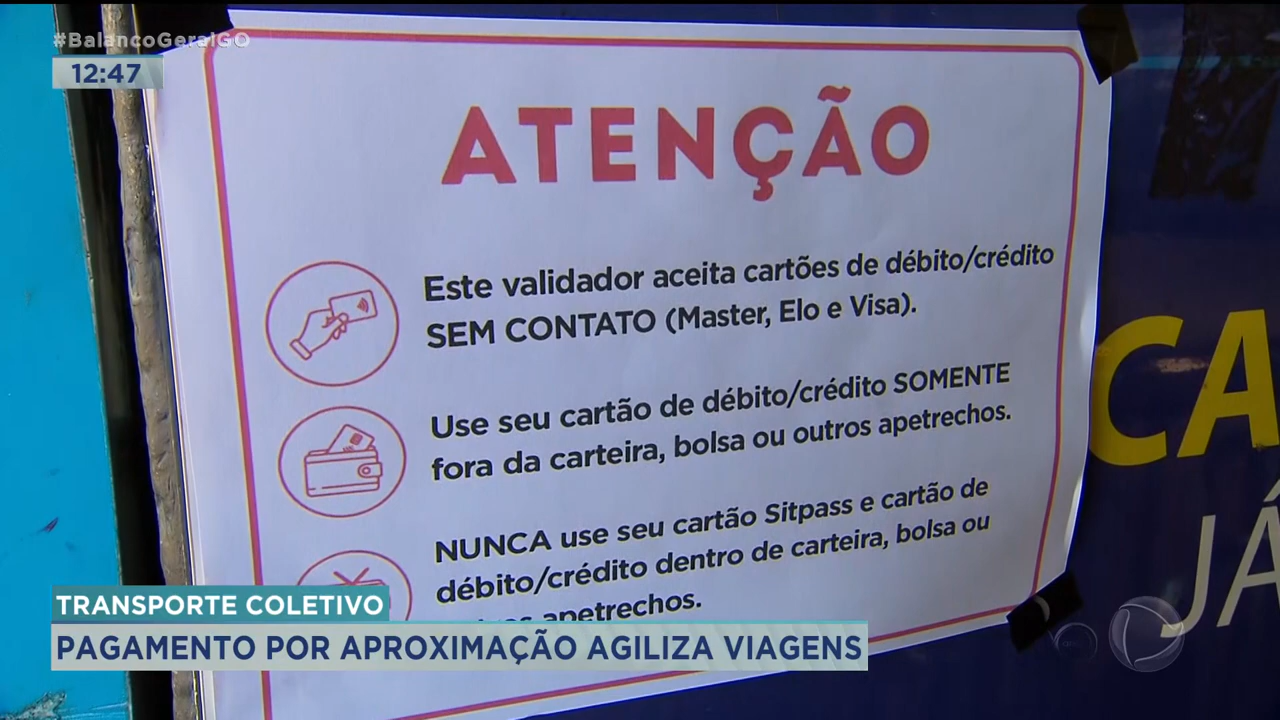 #BalancoGeralGO
12:47
ATENÇÃO
Este validador aceita cartões de débito/crédito
SEM CONTATO (Master, Elo e Visa).
Use seu cartão de débito/crédito SOMENTE
fora da carteira, bolsa ou outros apetrechos.
NUNCA use seu cartão Sitpass e cartão de
débito/crédito dentro de carteira, bolsa ou
apetrechos.
CA
JÁ
TRANSPORTE COLETIVO
PAGAMENTO POR APROXIMAÇÃO AGILIZA VIAGENS